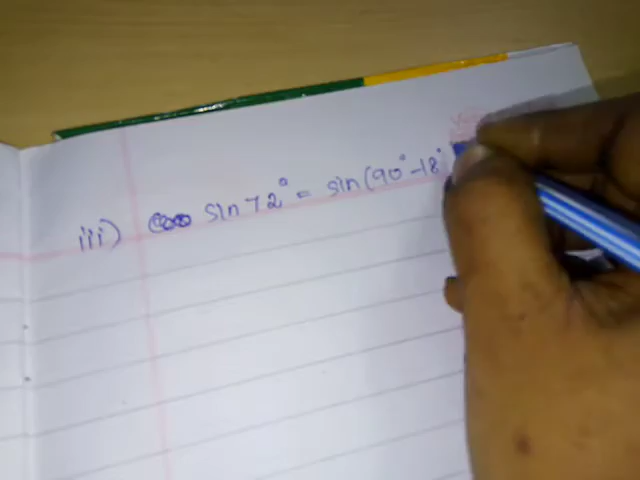 iii) sin 72° = sin(90° - 18°